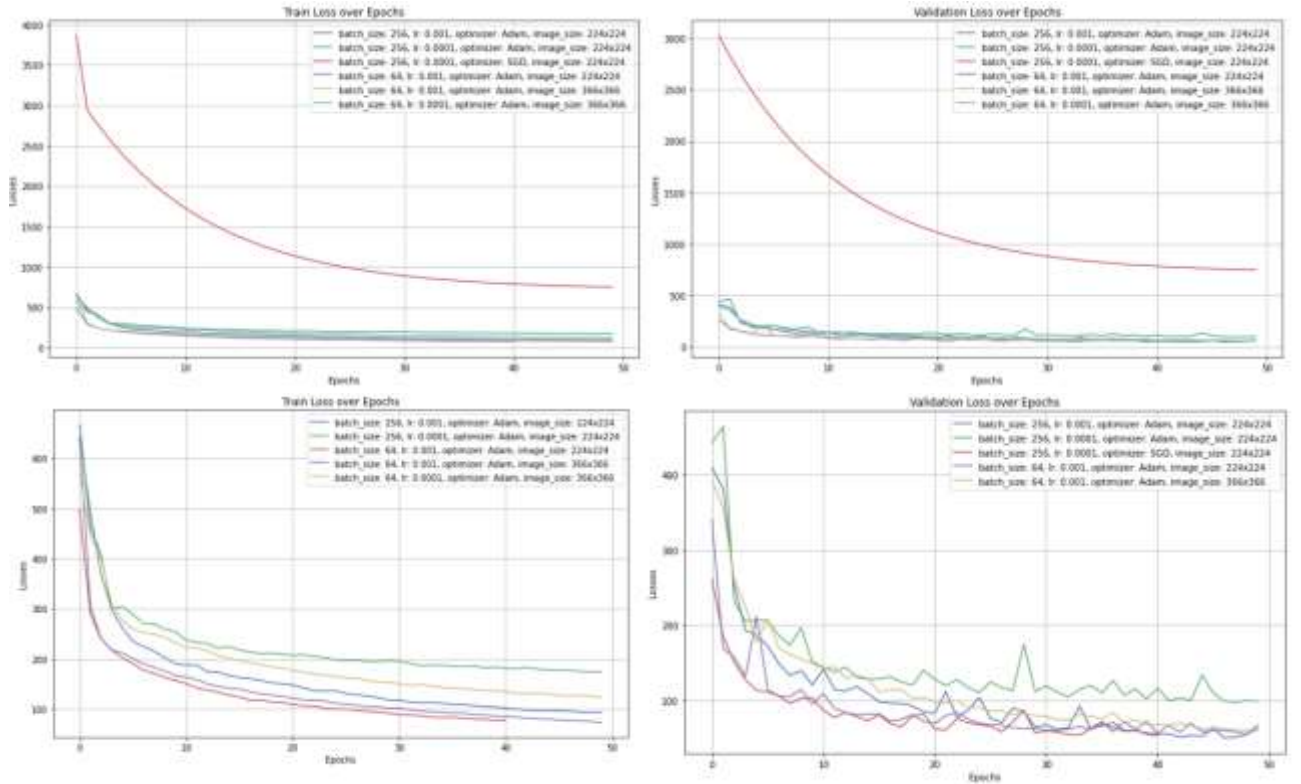 Train Loss over Epochs
4000
3500
3000
2500
2000
1500
1000
500
0
Losses
batch_size: 256, lr: 0.001, optimizer: Adam, image_size: 224x224
batch_size: 256, lr: 0.0001, optimizer: Adam, image_size: 224x224
batch_size: 256, lr: 0.0001, optimizer: SGD, image_size: 224x224
batch_size: 64, lr: 0.001, optimizer: Adam, image_size: 224x224
batch_size: 64, lr: 0.001, optimizer: Adam, image_size: 366x366
batch_size: 64, lr: 0.0001, optimizer: Adam, image_size: 366x366
0 10 20 30 40 50
Epochs
Validation Loss over Epochs
3000
2500
2000
1500
1000
500
0
Losses
batch_size: 256, lr: 0.001, optimizer: Adam, image_size: 224x224
batch_size: 256, lr: 0.0001, optimizer: Adam, image_size: 224x224
batch_size: 256, lr: 0.0001, optimizer: SGD, image_size: 224x224
batch_size: 64, lr: 0.001, optimizer: Adam, image_size: 224x224
batch_size: 64, lr: 0.001, optimizer: Adam, image_size: 366x366
batch_size: 64, lr: 0.0001, optimizer: Adam, image_size: 366x366
0 10 20 30 40 50
Epochs
Train Loss over Epochs
600
500
400
300
200
100
Losses
batch_size: 256, lr: 0.001, optimizer: Adam, image_size: 224x224
batch_size: 256, lr: 0.0001, optimizer: Adam, image_size: 224x224
batch_size: 64, lr: 0.001, optimizer: Adam, image_size: 224x224
batch_size: 64, lr: 0.001, optimizer: Adam, image_size: 366x366
batch_size: 64, lr: 0.0001, optimizer: Adam, image_size: 366x366
0 10 20 30 40 50
Epochs
Validation Loss over Epochs
400
300
200
100
Losses
batch_size: 256, lr: 0.001, optimizer: Adam, image_size: 224x224
batch_size: 256, lr: 0.0001, optimizer: Adam, image_size: 224x224
batch_size: 256, lr: 0.0001, optimizer: SGD, image_size: 224x224
batch_size: 64, lr: 0.001, optimizer: Adam, image_size: 224x224
batch_size: 64, lr: 0.001, optimizer: Adam, image_size: 366x366
0 10 20 30 40 50
Epochs